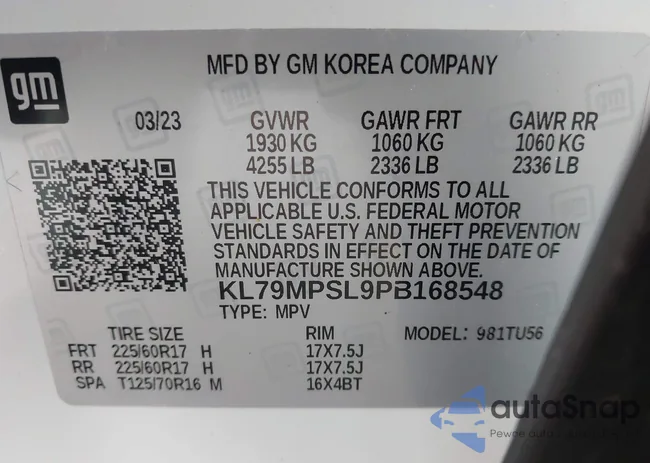 gm
MFD BY GM KOREA COMPANY
03/23 GVWR GAWR FRT GAWR RR
1930 KG 1060 KG 1060 KG
4255 LB 2336 LB 2336 LB
THIS VEHICLE CONFORMS TO ALL
APPLICABLE U.S. FEDERAL MOTOR
VEHICLE SAFETY AND THEFT PREVENTION
STANDARDS IN EFFECT ON THE DATE OF
MANUFACTURE SHOWN ABOVE.
KL79MPSL9PB168548
TYPE: MPV MODEL: 981TU56
TIRE SIZE RIM
FRT 225/60R17 H 17X7.5J
RR 225/60R17 H 17X7.5J
SPA T125/70R16 M 16X4BT
autoSnap
Pewne auto